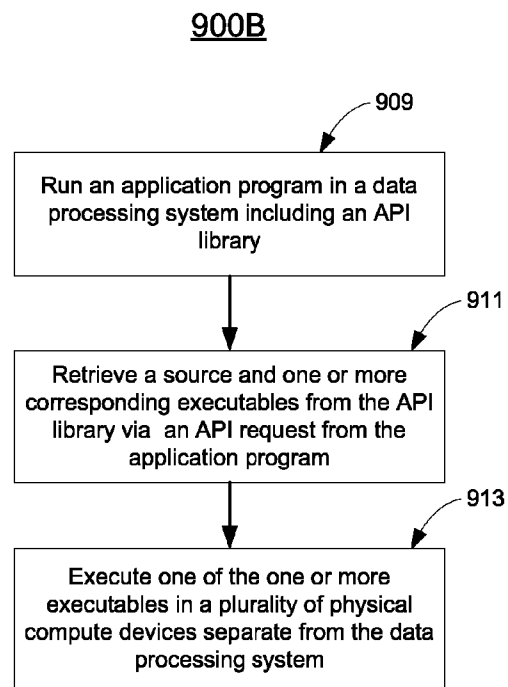 900B
909
Run an application program in a data
processing system including an API
library
911
Retrieve a source and one or more
corresponding executables from the API
library via an API request from the
application program
913
Execute one of the one or more
executables in a plurality of physical
compute devices separate from the data
processing system